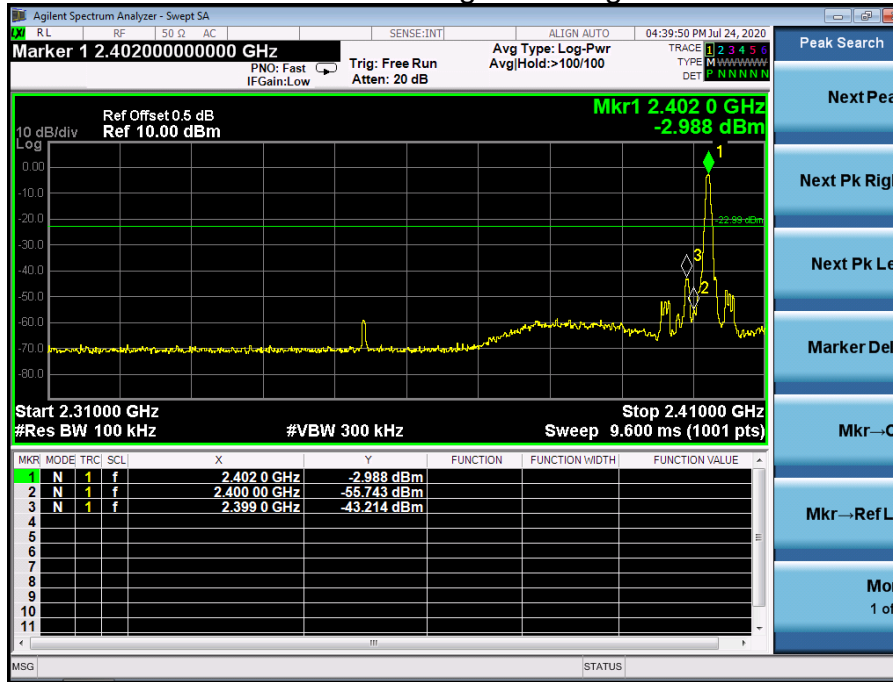 Agilent Spectrum Analyzer - Swept SA
RL RF 50 Ω AC SENSE:INT ALIGN AUTO 04:39:50 PM Jul 24, 2020
Marker 1 2.402000000000 GHz
PNO: Fast
IFGain:Low
Trig: Free Run
Atten: 20 dB
Avg Type: Log-Pwr
Avg|Hold:>100/100
TRACE 1 2 3 4 5 6
TYPE M WWWWW
DET P N N N N N
Peak Search
Ref Offset 0.5 dB
10 dB/div Ref 10.00 dBm
Log
Mkr1 2.402 0 GHz
-2.988 dBm
1
0.00
-10.0
-20.0
-22.99 dBm
-30.0
-40.0
3
-50.0
2
-60.0
-70.0
-80.0
Start 2.31000 GHz Stop 2.41000 GHz
#Res BW 100 kHz #VBW 300 kHz Sweep 9.600 ms (1001 pts)
MKR MODE TRC SCL X Y FUNCTION FUNCTION WIDTH FUNCTION VALUE
1 N 1 f 2.402 0 GHz -2.988 dBm
2 N 1 f 2.400 00 GHz -55.743 dBm
3 N 1 f 2.399 0 GHz -43.214 dBm
4
5
6
7
8
9
10
11
MSG STATUS
Next Pea
Next Pk Rig
Next Pk Le
Marker Del
Mkr→C
Mkr→Ref L
Mo
1 of